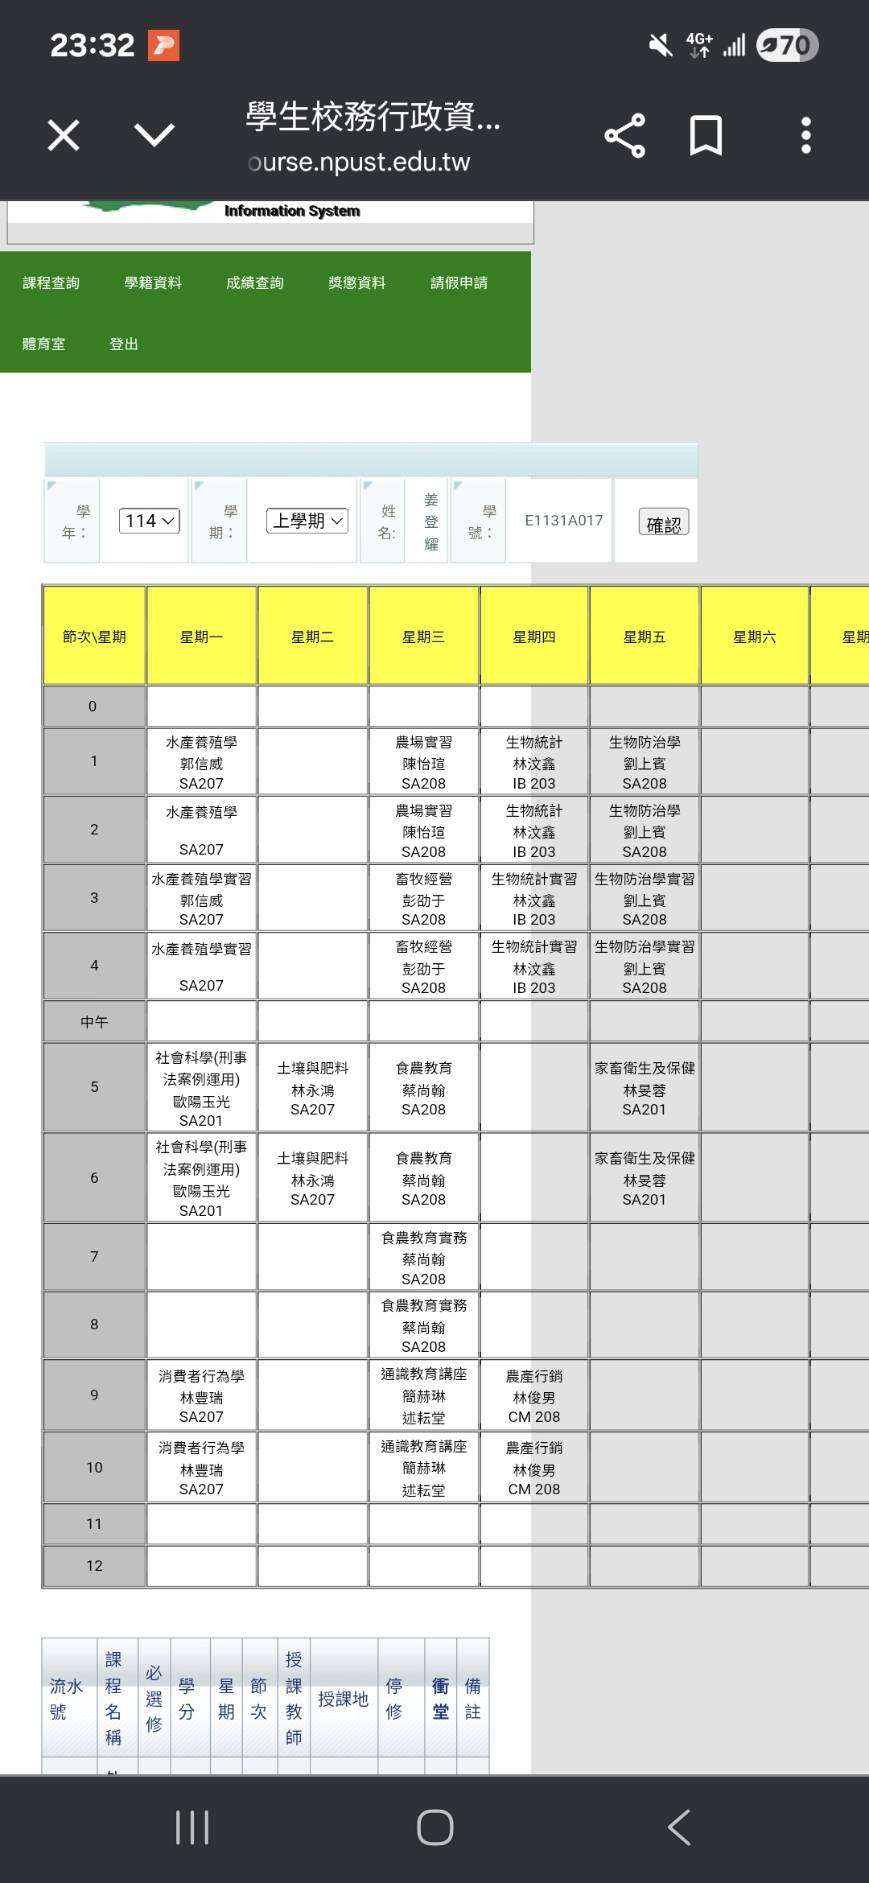 23:32
4G+
70
學生校務行政資...
ourse.npust.edu.tw
Information System
課程查詢 學籍資料 成績查詢 獎懲資料 請假申請
體育室 登出
學年： 114 學期： 上學期 姓名: 姜登耀 學號： E1131A017 確認
節次\星期 星期一 星期二 星期三 星期四 星期五 星期六 星期
0
1
水產養殖學 郭信威 SA207
農場實習 陳怡瑄 SA208
生物統計 林汶鑫 IB 203
生物防治學 劉上賓 SA208
2
水產養殖學 SA207
農場實習 陳怡瑄 SA208
生物統計 林汶鑫 IB 203
生物防治學 劉上賓 SA208
3
水產養殖學實習 郭信威 SA207
畜牧經營 彭劭于 SA208
生物統計實習 林汶鑫 IB 203
生物防治學實習 劉上賓 SA208
4
水產養殖學實習 SA207
畜牧經營 彭劭于 SA208
生物統計實習 林汶鑫 IB 203
生物防治學實習 劉上賓 SA208
中午
5
社會科學(刑事法案例運用) 歐陽玉光 SA201
土壤與肥料 林永鴻 SA207
食農教育 蔡尚翰 SA208
家畜衛生及保健 林旻蓉 SA201
6
社會科學(刑事法案例運用) 歐陽玉光 SA201
土壤與肥料 林永鴻 SA207
食農教育 蔡尚翰 SA208
家畜衛生及保健 林旻蓉 SA201
7
食農教育實務 蔡尚翰 SA208
8
食農教育實務 蔡尚翰 SA208
9
消費者行為學 林豐瑞 SA207
通識教育講座 簡赫琳 述耘堂
農產行銷 林俊男 CM 208
10
消費者行為學 林豐瑞 SA207
通識教育講座 簡赫琳 述耘堂
農產行銷 林俊男 CM 208
11
12
流水號 課程名稱 必選修 學分 星期 節次 授課教師 授課地 停修 衝堂 備註